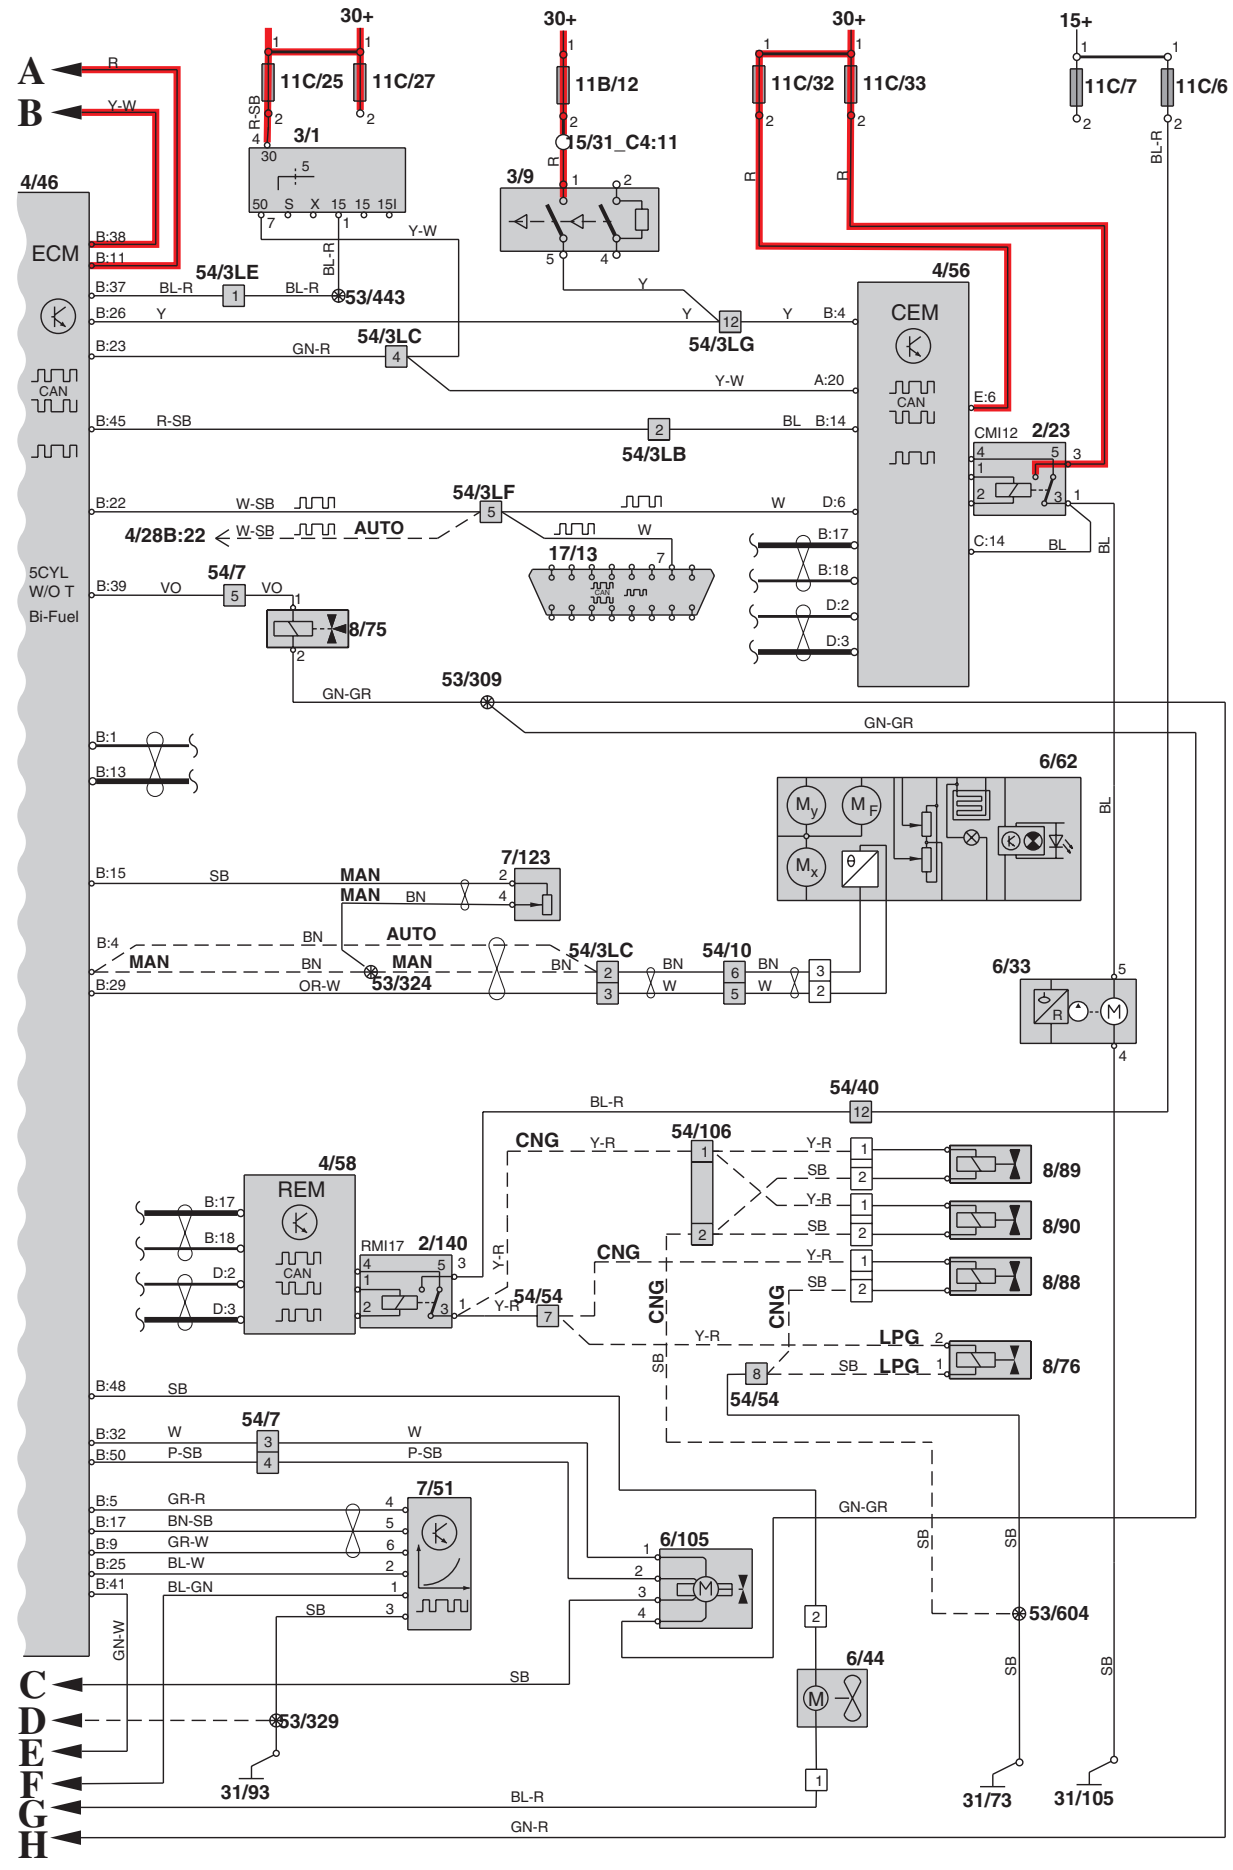 30+ 30+ 30+ 15+
1 1 1 1 1 1 1
A R 11C/25 11C/27 11B/12 11C/32 11C/33 11C/7 11C/6
B Y-W R-SB 2 2 2 2 2 2 2
4 3/1 15/31_C4:11 BL-R
30 5 R R R
4/46 3/9 1 2
50 S X 15 15 15I
7 1 Y-W
B:38
ECM B:11 BL-R 5 4
54/3LE 4/56
B:37 BL-R 1 BL-R 53/443 Y
B:26 Y Y 12 Y B:4 CEM
54/3LC 54/3LG
B:23 GN-R 4
CAN Y-W A:20 CAN E:6
B:45 R-SB 2 BL B:14 CMI12 2/23
54/3LB 4 5 3
1
54/3LF 2 3 1
B:22 W-SB 5 W D:6
4/28B:22 W-SB AUTO W B:17 C:14 BL BL
17/13 7
5CYL 54/7 B:18
W/O T B:39 VO 5 VO 1 CAN
Bi-Fuel D:2
8/75
2 D:3
53/309
GN-GR
GN-GR
B:1
6/62
B:13
My MF BL
7/123 Mx θ
B:15 SB MAN 2
MAN BN 4
B:4 BN AUTO
54/3LC 54/10
MAN BN MAN BN 2 BN 6 BN 3
53/324 6/33 5
B:29 OR-W 3 W 5 W 2
R M
4
54/40
BL-R 12
54/106
CNG Y-R 1 Y-R 1
4/58 SB 2 8/89
REM
B:17 Y-R 1
2 SB 2 8/90
B:18 RMI17 2/140 CNG Y-R 1
CAN 4 5 3 Y-R SB 2 8/88
D:2 1 54/54 CNG CNG
D:3 2 3 1 Y-R 7
Y-R LPG 2
SB 8 SB LPG 1 8/76
B:48 SB 54/54
54/7
B:32 W 3 W
B:50 P-SB 4 P-SB
7/51
B:5 GR-R 4 GN-GR
B:17 BN-SB 5
B:9 GR-W 6 6/105 SB SB
B:25 BL-W 2 1
B:41 BL-GN 1 2 M
SB 3 3
4 2 53/604
GN-W
6/44
C SB SB SB
M
D 53/329
E
F 31/93 1 31/73 31/105
G BL-R
H GN-R